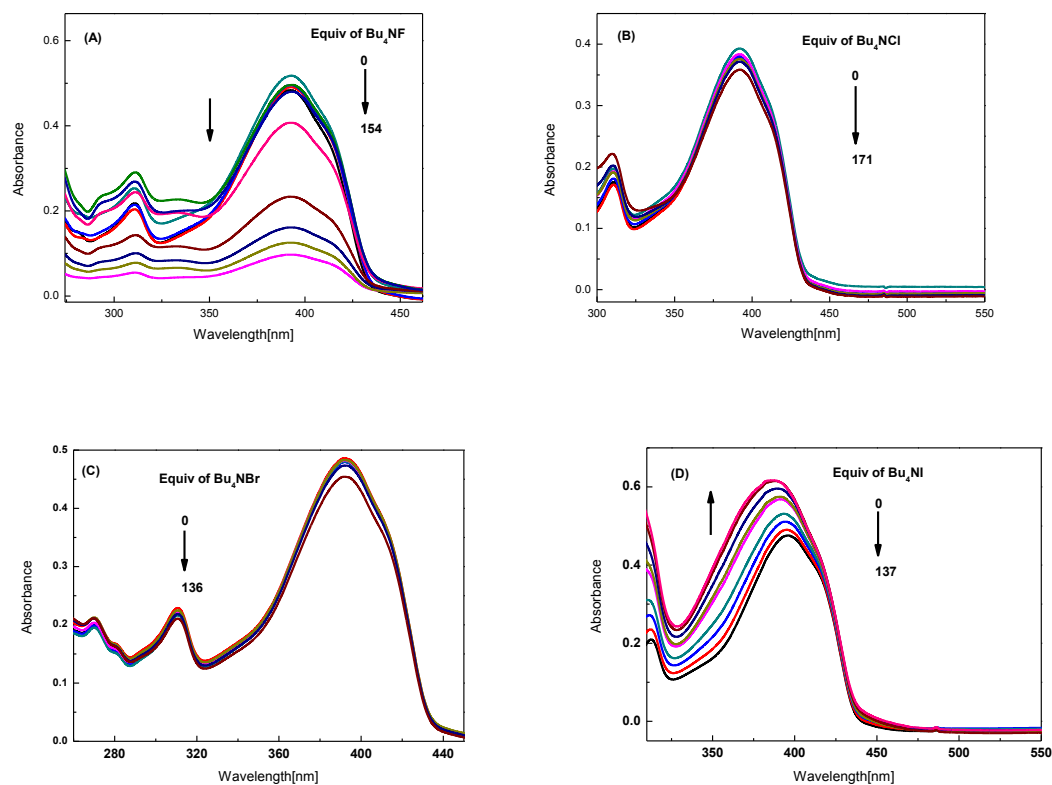 (A)
Equiv of Bu4NF
0
154
0.6
0.4
0.2
0.0
Absorbance
300
350
400
450
Wavelength[nm]
(B)
Equiv of Bu4NCl
0
171
0.4
0.3
0.2
0.1
0.0
Absorbance
300
350
400
450
500
550
Wavelength[nm]
(C)
Equiv of Bu4NBr
0
136
0.5
0.4
0.3
0.2
0.1
0.0
Absorbance
280
320
360
400
440
Wavelength[nm]
(D)
Equiv of Bu4NI
0
137
0.6
0.4
0.2
0.0
Absorbance
350
400
450
500
550
Wavelength[nm]